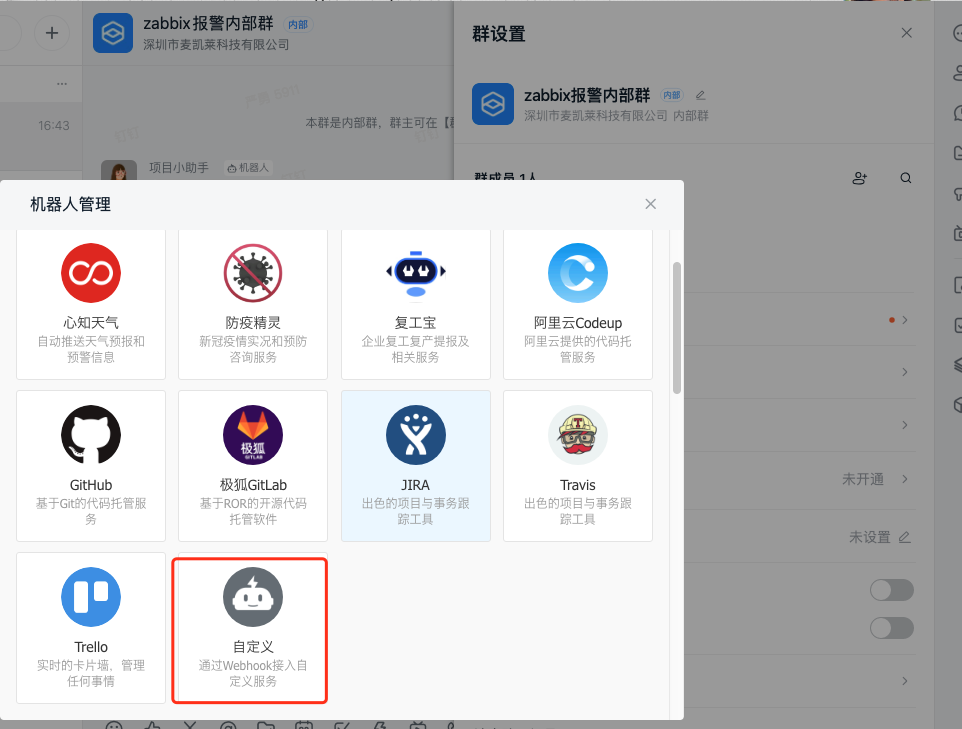 zabbix报警内部群 内部
深圳市麦凯莱科技有限公司
16:43
本群是内部群，群主可在【群
项目小助手 机器人
群设置
zabbix报警内部群 内部
深圳市麦凯莱科技有限公司 内部群
群成员 1人
未开通
未设置
机器人管理
心知天气
自动推送天气预报和
预警信息
防疫精灵
新冠疫情实况和预防
咨询服务
复工宝
企业复工复产提报及
相关服务
阿里云Codeup
阿里云提供的代码托
管服务
GitHub
基于Git的代码托管服
务
极狐
GITLAB
极狐GitLab
基于ROR的开源代码
托管软件
JIRA
出色的项目与事务跟
踪工具
T
Travis
出色的项目与事务跟
踪工具
Trello
实时的卡片墙，管理
任何事情
自定义
通过Webhook接入自
定义服务